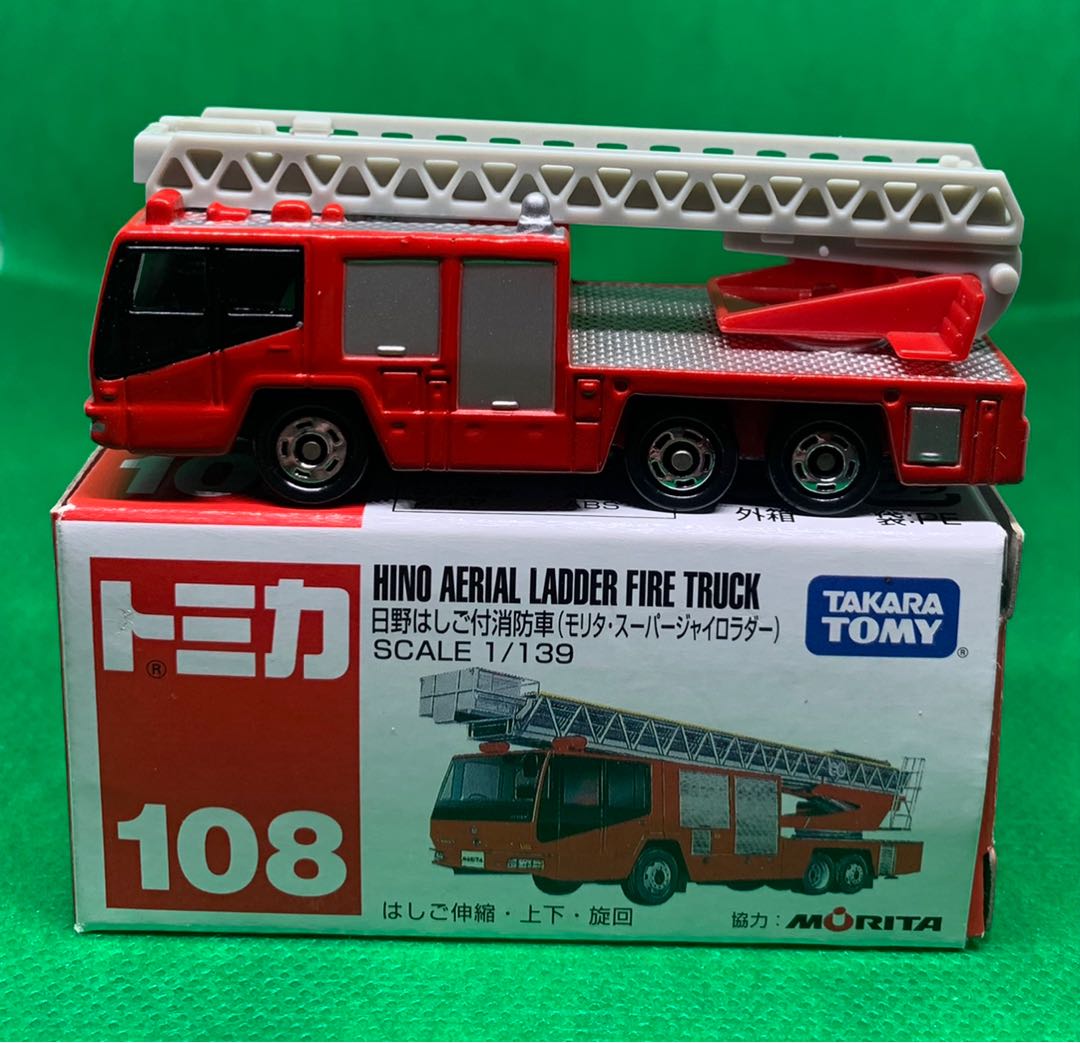 ABS
外箱
袋:PE
トミカ
®
HINO AERIAL LADDER FIRE TRUCK
日野はしご付消防車(モリタ・スーパージャイロラダー)
SCALE 1/139
TAKARA
TOMY
®
108
MORITA
はしご伸縮・上下・旋回
協力:MORITA